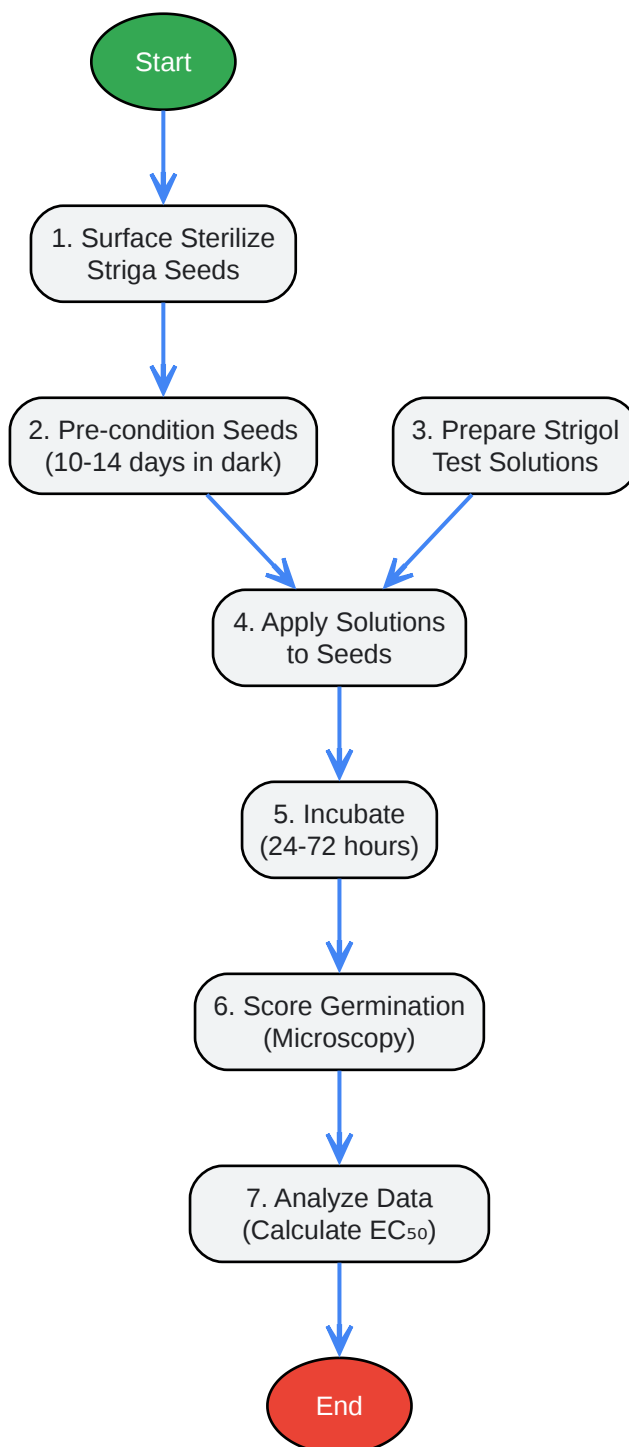 Start
1. Surface Sterilize
Striga Seeds
2. Pre-condition Seeds
(10-14 days in dark)
3. Prepare Strigol
Test Solutions
4. Apply Solutions
to Seeds
5. Incubate
(24-72 hours)
6. Score Germination
(Microscopy)
7. Analyze Data
(Calculate EC₅₀)
End